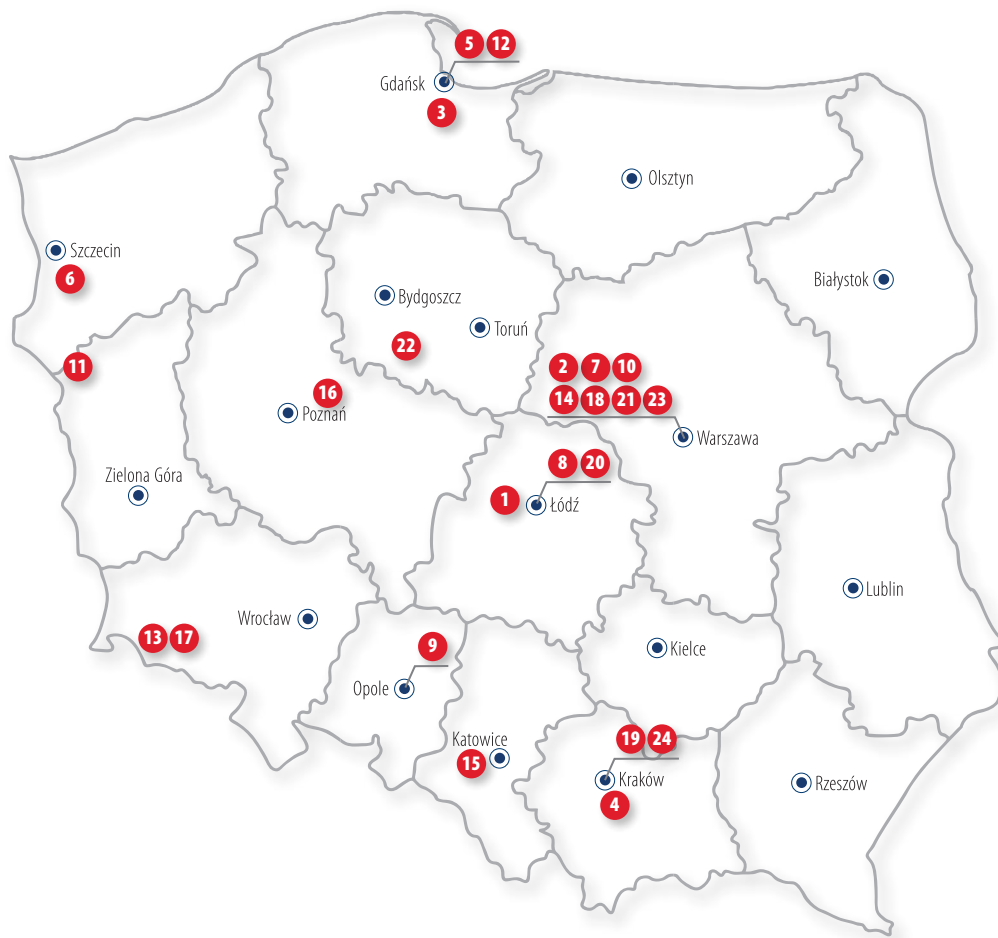 5 12
Gdańsk
3
Olsztyn
Szczecin
6
Białystok
Bydgoszcz
Toruń
22
11
2 7 10
16
14 18 21 23
Poznań
Warszawa
8 20
Zielona Góra
1
Łódź
Lublin
Wrocław
13 17
9
Kielce
Opole
19 24
Katowice
15
Kraków
Rzeszów
4